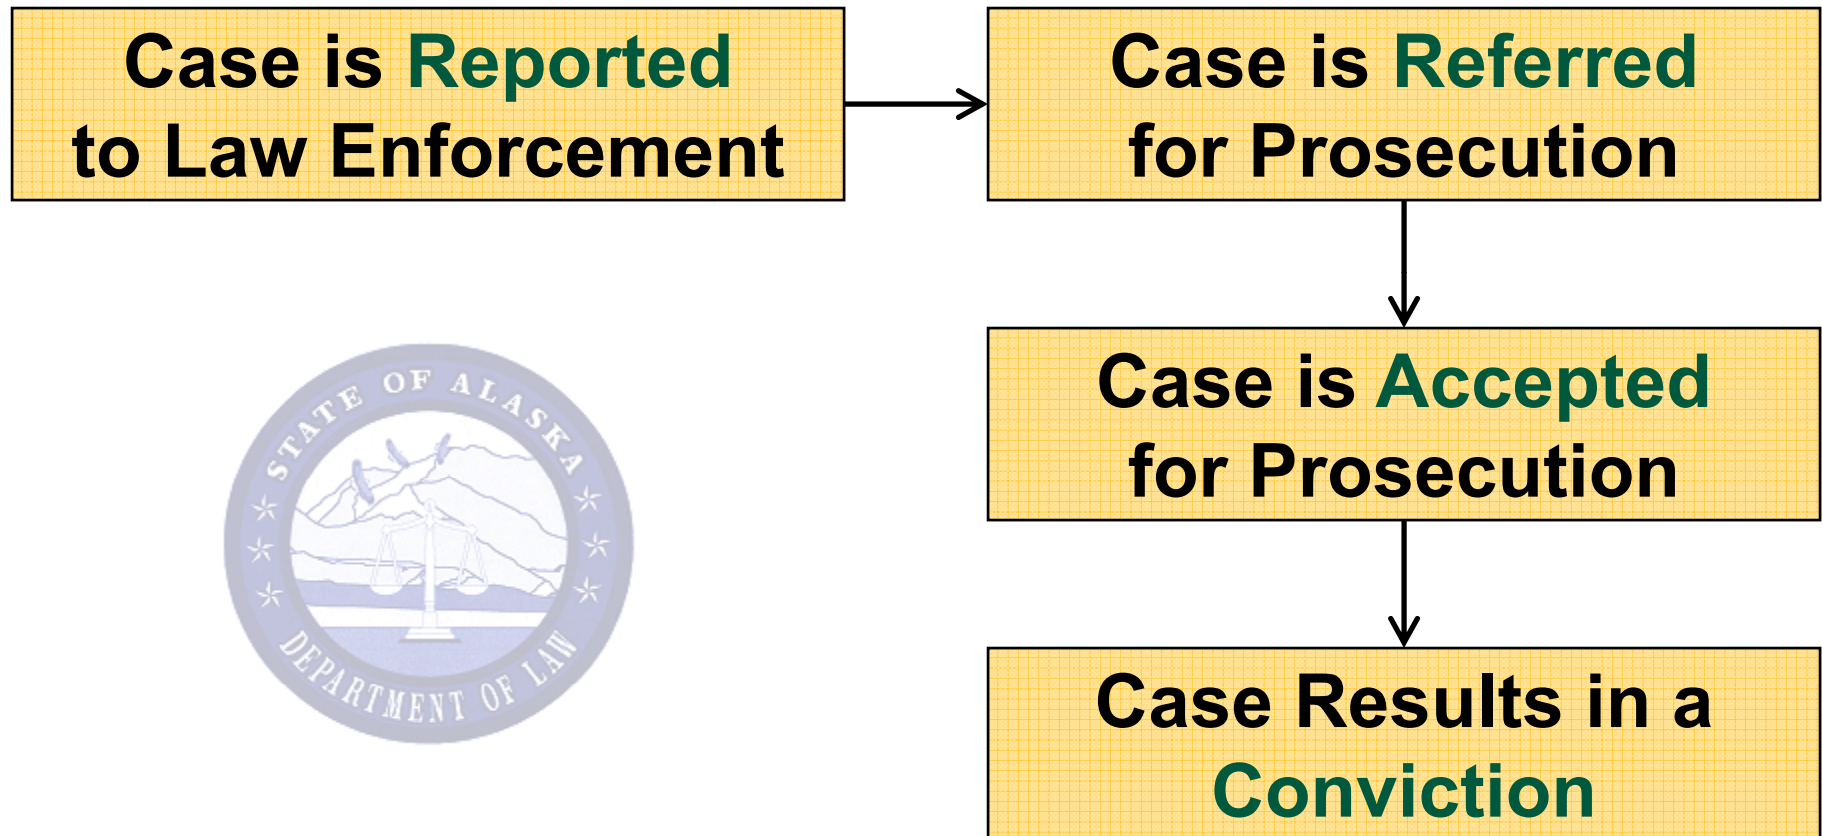 Case is Reported
to Law Enforcement
Case is Referred
for Prosecution
Case is Accepted
for Prosecution
Case Results in a
Conviction
STATE OF ALASKA
DEPARTMENT OF LAW